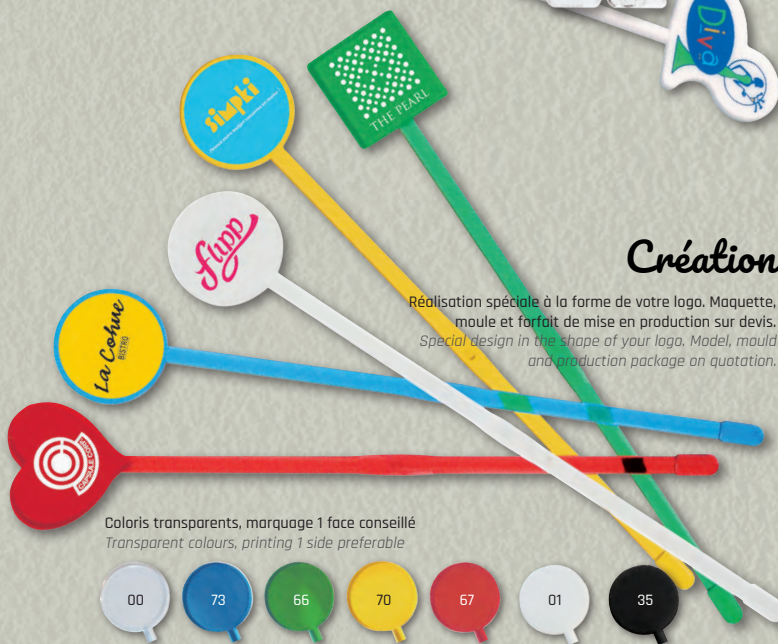 Diva
THE PEARL
simpki
flipp
Création
Réalisation spéciale à la forme de votre logo. Maquette,
moule et forfait de mise en production sur devis.
Special design in the shape of your logo. Model, mould
and production package on quotation.
La Cohue
BISTRO
CAPSULE CORP.
Coloris transparents, marquage 1 face conseillé
Transparent colours, printing 1 side preferable
00 73 66 70 67 01 35